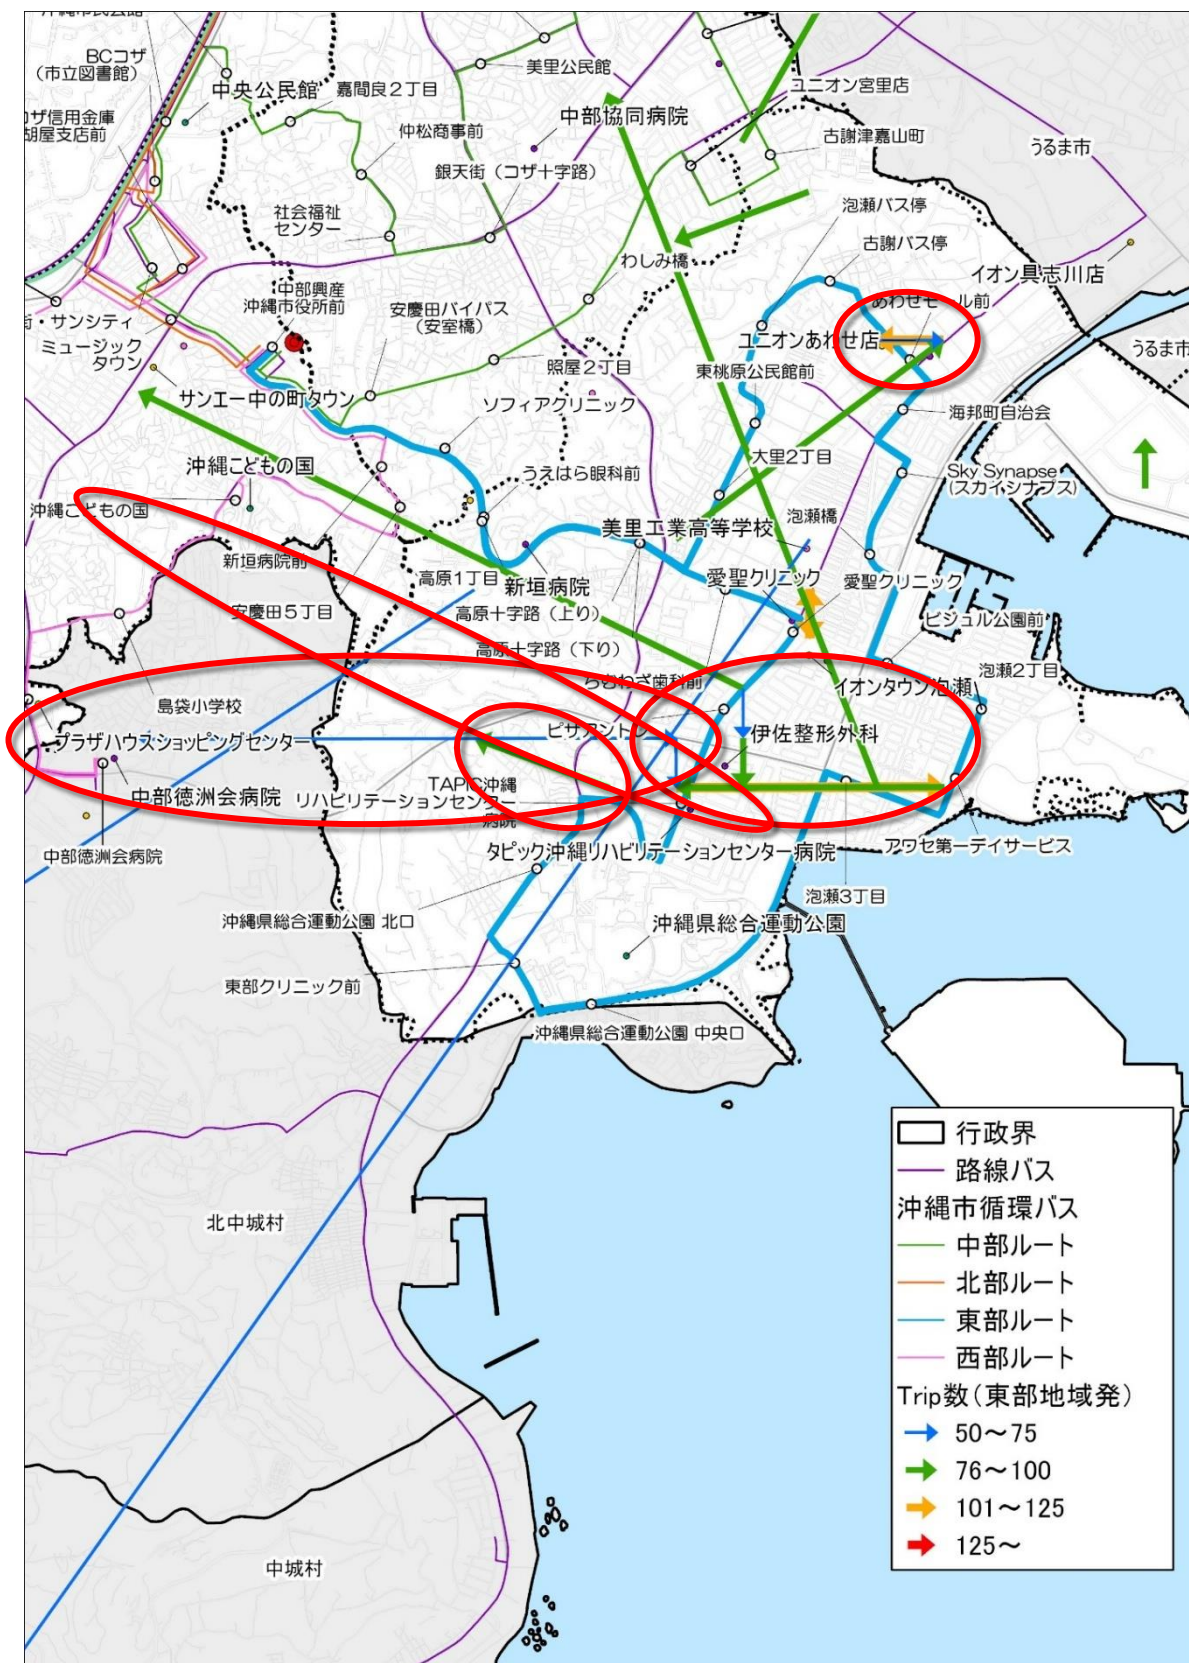 沖縄市民公館
BCコザ
(市立図書館)
中央公民館
嘉間良2丁目
美里公民館
ユニオン宮里店
コザ信用金庫
胡屋支店前
仲松商事前
中部協同病院
古謝津嘉山町
うるま市
銀天街(コザ十字路)
社会福祉
センター
泡瀬バス停
古謝バス停
わしみ橋
イオン具志川店
中部興産
沖縄市役所前
安慶田バイパス
(安室橋)
あわせモール前
街・サンシティ
ミュージック
タウン
ユニオンあわせ店
うるま市
照屋2丁目
東桃原公民館前
サンエー中の町タウン
ソフィアクリニック
海邦町自治会
沖縄こどもの国
うえはら眼科前
大里2丁目
Sky Synapse
(スカイシナプス)
沖縄こどもの国
美里工業高等学校
泡瀬橋
新垣病院前
高原1丁目
新垣病院
愛聖クリニック
愛聖クリニック
安慶田5丁目
高原十字路(上り)
ビジュル公園前
高原十字路(下り)
泡瀬2丁目
ちむわざ歯科前
イオンタウン泡瀬
島袋小学校
プラザハウスショッピングセンター
ピザアントレ
伊佐整形外科
中部徳洲会病院
TAPIC沖縄
リハビリテーションセンター
病院
中部徳洲会病院
タピック沖縄リハビリテーションセンター病院
アワセ第一デイサービス
泡瀬3丁目
沖縄県総合運動公園 北口
沖縄県総合運動公園
東部クリニック前
沖縄県総合運動公園 中央口
北中城村
中城村
行政界
路線バス
沖縄市循環バス
中部ルート
北部ルート
東部ルート
西部ルート
Trip数(東部地域発)
50～75
76～100
101～125
125～